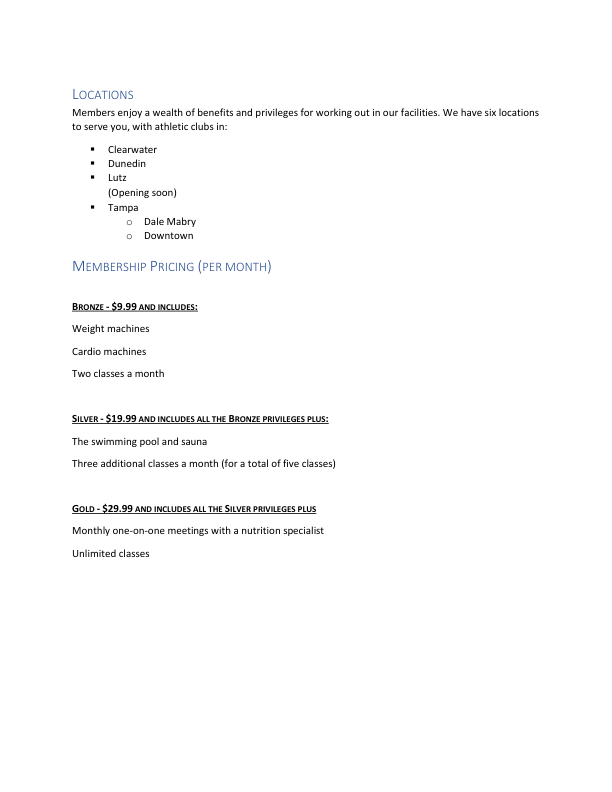 LOCATIONS
Members enjoy a wealth of benefits and privileges for working out in our facilities. We have six locations
to serve you, with athletic clubs in:
▪ Clearwater
▪ Dunedin
▪ Lutz
(Opening soon)
▪ Tampa
o Dale Mabry
o Downtown
MEMBERSHIP PRICING (PER MONTH)
BRONZE - $9.99 AND INCLUDES:
Weight machines
Cardio machines
Two classes a month
SILVER - $19.99 AND INCLUDES ALL THE BRONZE PRIVILEGES PLUS:
The swimming pool and sauna
Three additional classes a month (for a total of five classes)
GOLD - $29.99 AND INCLUDES ALL THE SILVER PRIVILEGES PLUS
Monthly one-on-one meetings with a nutrition specialist
Unlimited classes